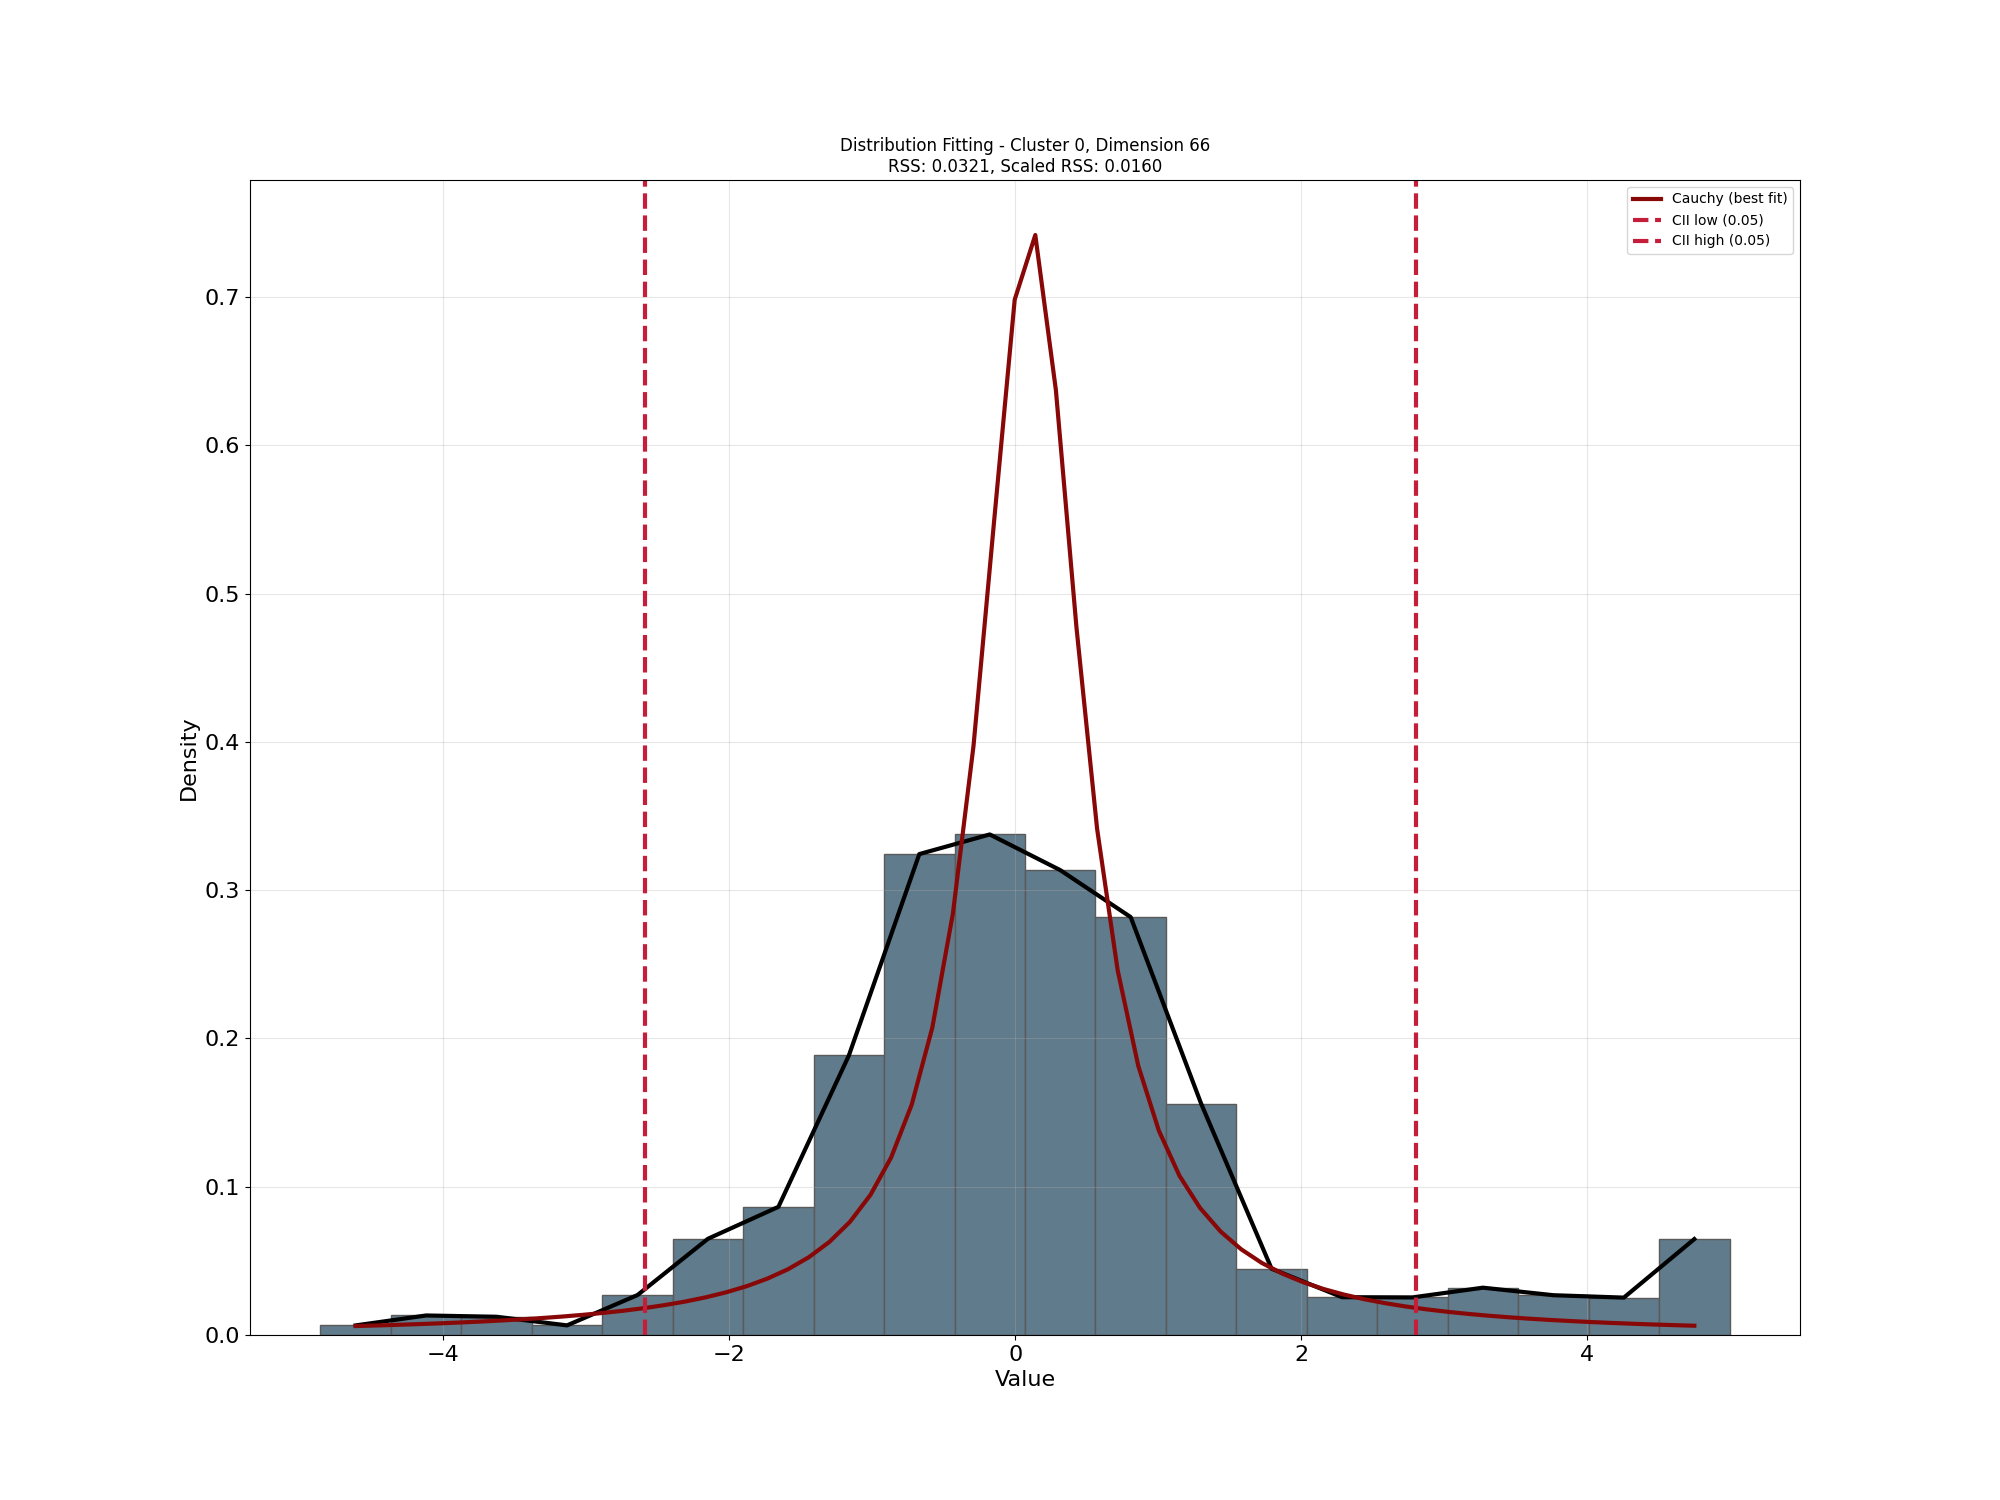 Distribution Fitting - Cluster 0, Dimension 66
RSS: 0.0321, Scaled RSS: 0.0160
Cauchy (best fit)
CII low (0.05)
CII high (0.05)
0.7
0.6
0.5
0.4
0.3
0.2
0.1
0.0
Density
−4
−2
0
2
4
Value